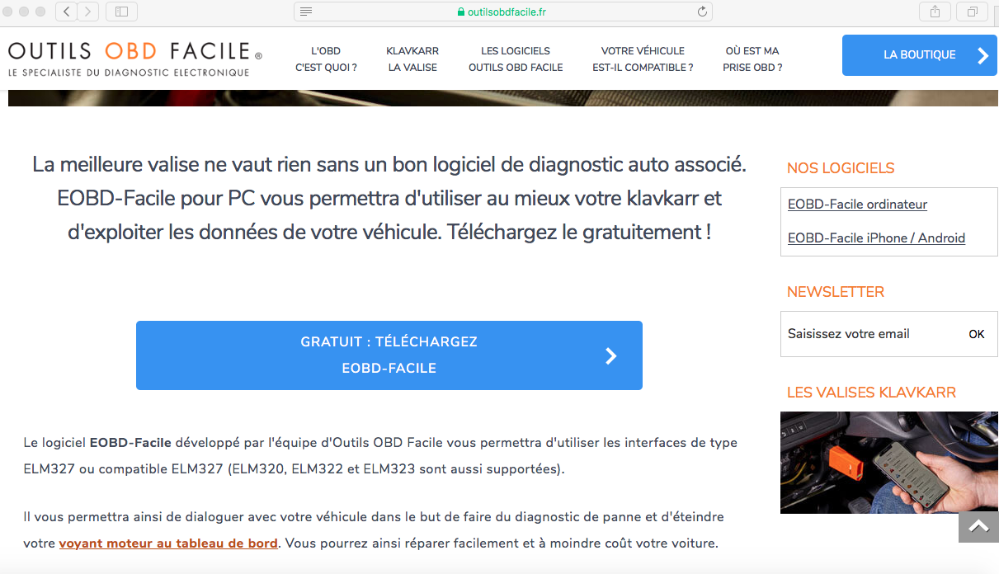 outilsobdfacile.fr
OUTILS OBD FACILE ®
LE SPECIALISTE DU DIAGNOSTIC ELECTRONIQUE
L'OBD
C'EST QUOI ?
KLAVKARR
LA VALISE
LES LOGICIELS
OUTILS OBD FACILE
VOTRE VÉHICULE
EST-IL COMPATIBLE ?
OÙ EST MA
PRISE OBD ?
LA BOUTIQUE
La meilleure valise ne vaut rien sans un bon logiciel de diagnostic auto associé.
EOBD-Facile pour PC vous permettra d'utiliser au mieux votre klavkarr et
d'exploiter les données de votre véhicule. Téléchargez le gratuitement !
GRATUIT : TÉLÉCHARGEZ
EOBD-FACILE
Le logiciel EOBD-Facile développé par l'équipe d'Outils OBD Facile vous permettra d'utiliser les interfaces de type
ELM327 ou compatible ELM327 (ELM320, ELM322 et ELM323 sont aussi supportées).
Il vous permettra ainsi de dialoguer avec votre véhicule dans le but de faire du diagnostic de panne et d'éteindre
votre voyant moteur au tableau de bord. Vous pourrez ainsi réparer facilement et à moindre coût votre voiture.
NOS LOGICIELS
EOBD-Facile ordinateur
EOBD-Facile iPhone / Android
NEWSLETTER
Saisissez votre email
OK
LES VALISES KLAVKARR